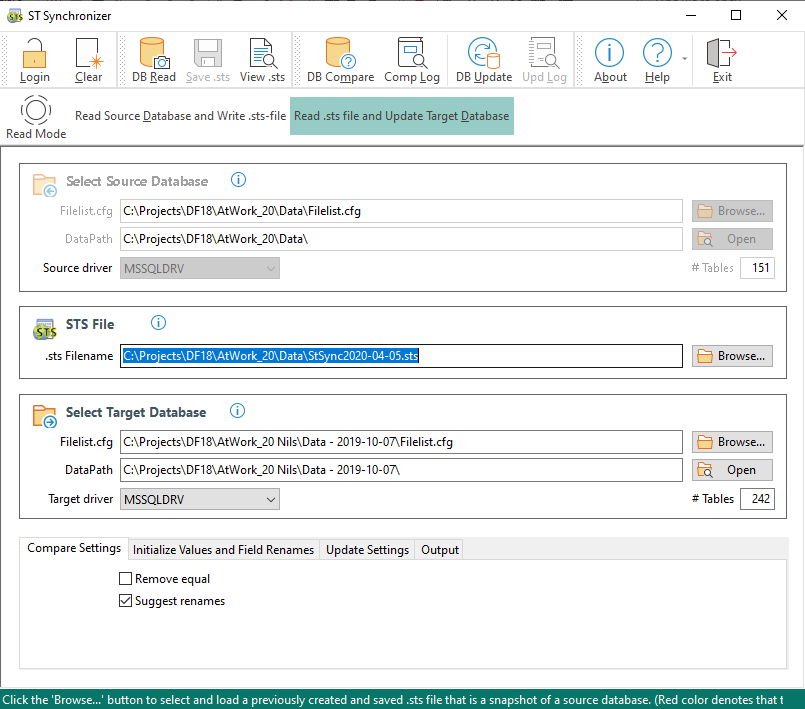 STS ST Synchronizer
Login Clear DB Read Save .sts View .sts DB Compare Comp Log DB Update Upd Log About Help Exit
Read Mode Read Source Database and Write .sts-file Read .sts file and Update Target Database
Select Source Database
Filelist.cfg C:\Projects\DF18\AtWork_20\Data\Filelist.cfg Browse...
DataPath C:\Projects\DF18\AtWork_20\Data\ Open
Source driver MSSQLDRV # Tables 151
STS STS File
.sts Filename C:\Projects\DF18\AtWork_20\Data\StSync2020-04-05.sts Browse...
Select Target Database
Filelist.cfg C:\Projects\DF18\AtWork_20 Nils\Data - 2019-10-07\Filelist.cfg Browse...
DataPath C:\Projects\DF18\AtWork_20 Nils\Data - 2019-10-07\ Open
Target driver MSSQLDRV # Tables 242
Compare Settings Initialize Values and Field Renames Update Settings Output
Remove equal
Suggest renames
Click the 'Browse...' button to select and load a previously created and saved .sts file that is a snapshot of a source database. (Red color denotes that t